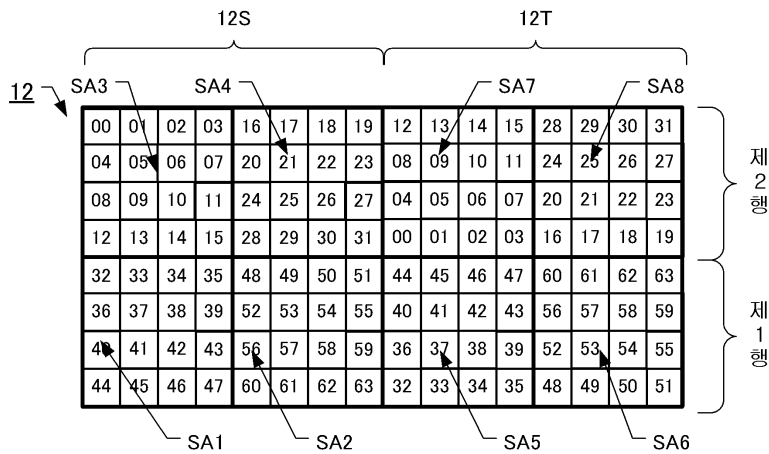 12S 12T
12 SA3 SA4 SA7 SA8
00 01 02 03 16 17 18 19 12 13 14 15 28 29 30 31
04 05 06 07 20 21 22 23 08 09 10 11 24 25 26 27
08 09 10 11 24 25 26 27 04 05 06 07 20 21 22 23
12 13 14 15 28 29 30 31 00 01 02 03 16 17 18 19
제2행
32 33 34 35 48 49 50 51 44 45 46 47 60 61 62 63
36 37 38 39 52 53 54 55 40 41 42 43 56 57 58 59
40 41 42 43 56 57 58 59 36 37 38 39 52 53 54 55
44 45 46 47 60 61 62 63 32 33 34 35 48 49 50 51
제1행
SA1 SA2 SA5 SA6